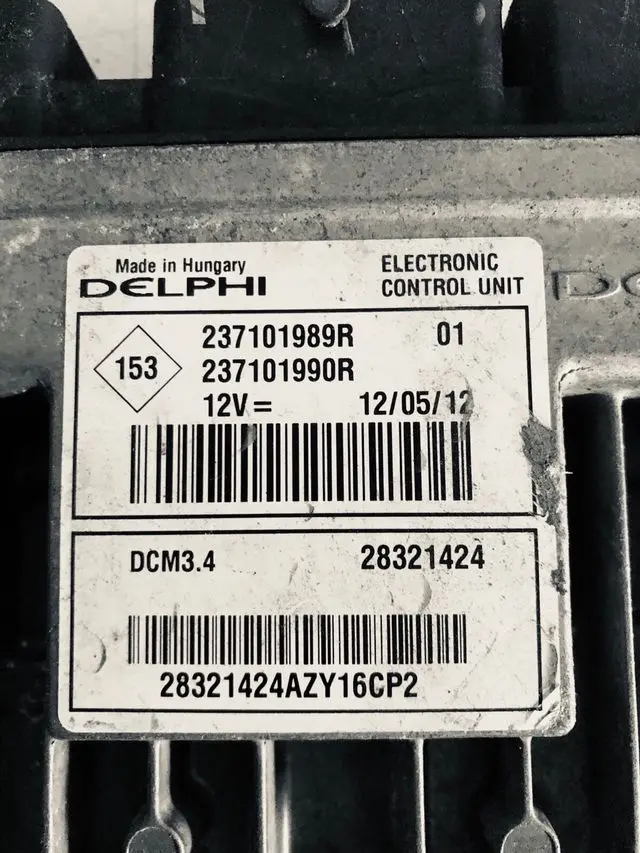 Made in Hungary
DELPHI
ELECTRONIC
CONTROL UNIT
153
237101989R 01
237101990R
12V = 12/05/12
DCM3.4 28321424
28321424AZY16CP2